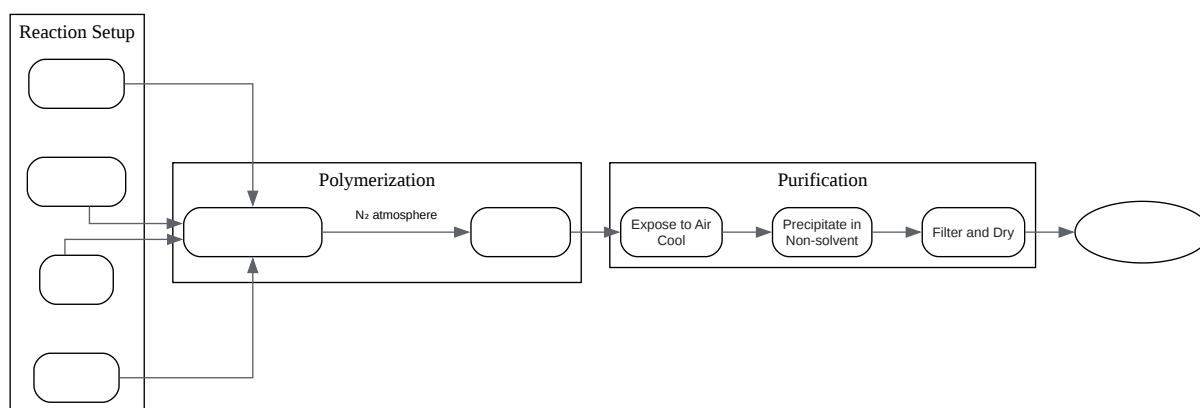 Reaction Setup
Polymerization
N₂ atmosphere
Purification
Expose to Air
Cool
Precipitate in
Non-solvent
Filter and Dry